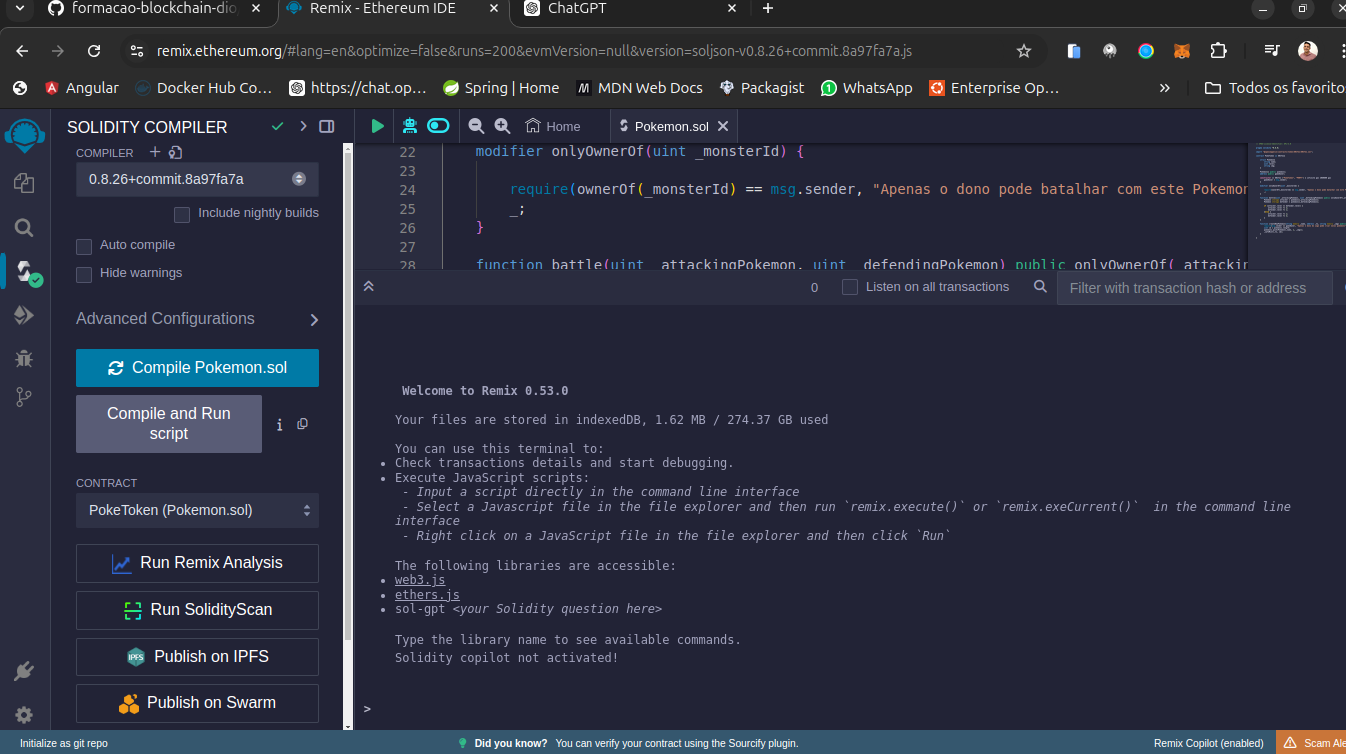 formacao-blockchain-dio
Remix - Ethereum IDE
ChatGPT
remix.ethereum.org/#lang=en&optimize=false&runs=200&evmVersion=null&version=soljson-v0.8.26+commit.8a97fa7a.js
Angular
Docker Hub Co…
https://chat.op…
Spring | Home
MDN Web Docs
Packagist
WhatsApp
Enterprise Op…
Todos os favorito
SOLIDITY COMPILER
COMPILER
0.8.26+commit.8a97fa7a
Include nightly builds
Auto compile
Hide warnings
Advanced Configurations
Compile Pokemon.sol
Compile and Run
script
CONTRACT
PokeToken (Pokemon.sol)
Run Remix Analysis
Run SolidityScan
IPFS
Publish on IPFS
Publish on Swarm
Home
Pokemon.sol
22 modifier onlyOwnerOf(uint _monsterId) {
23
24 require(ownerOf(_monsterId) == msg.sender, "Apenas o dono pode batalhar com este Pokemon
25 _;
26 }
27
28 function battle(uint _attackingPokemon, uint _defendingPokemon) public onlyOwnerOf(_attackin
0
Listen on all transactions
Filter with transaction hash or address
Welcome to Remix 0.53.0
Your files are stored in indexedDB, 1.62 MB / 274.37 GB used
You can use this terminal to:
• Check transactions details and start debugging.
• Execute JavaScript scripts:
- Input a script directly in the command line interface
- Select a Javascript file in the file explorer and then run `remix.execute()` or `remix.exeCurrent()`  in the command line
interface
- Right click on a JavaScript file in the file explorer and then click `Run`
The following libraries are accessible:
• web3.js
• ethers.js
• sol-gpt <your Solidity question here>
Type the library name to see available commands.
Solidity copilot not activated!
>
Initialize as git repo
Did you know? You can verify your contract using the Sourcify plugin.
Remix Copilot (enabled)
Scam Ale